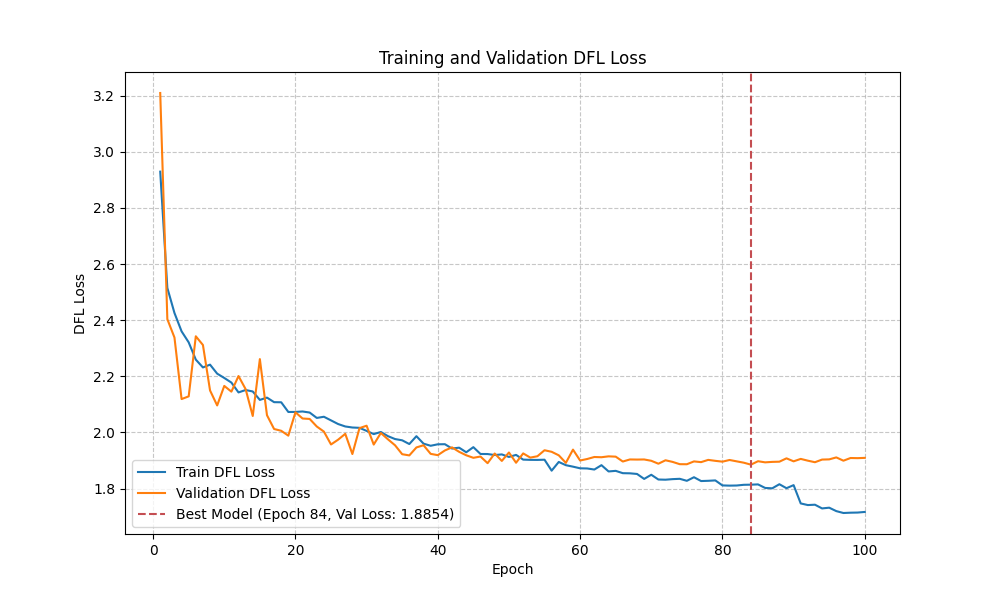 Training and Validation DFL Loss
3.2
3.0
2.8
2.6
2.4
2.2
2.0
1.8
DFL Loss
Train DFL Loss
Validation DFL Loss
Best Model (Epoch 84, Val Loss: 1.8854)
0 20 40 60 80 100
Epoch